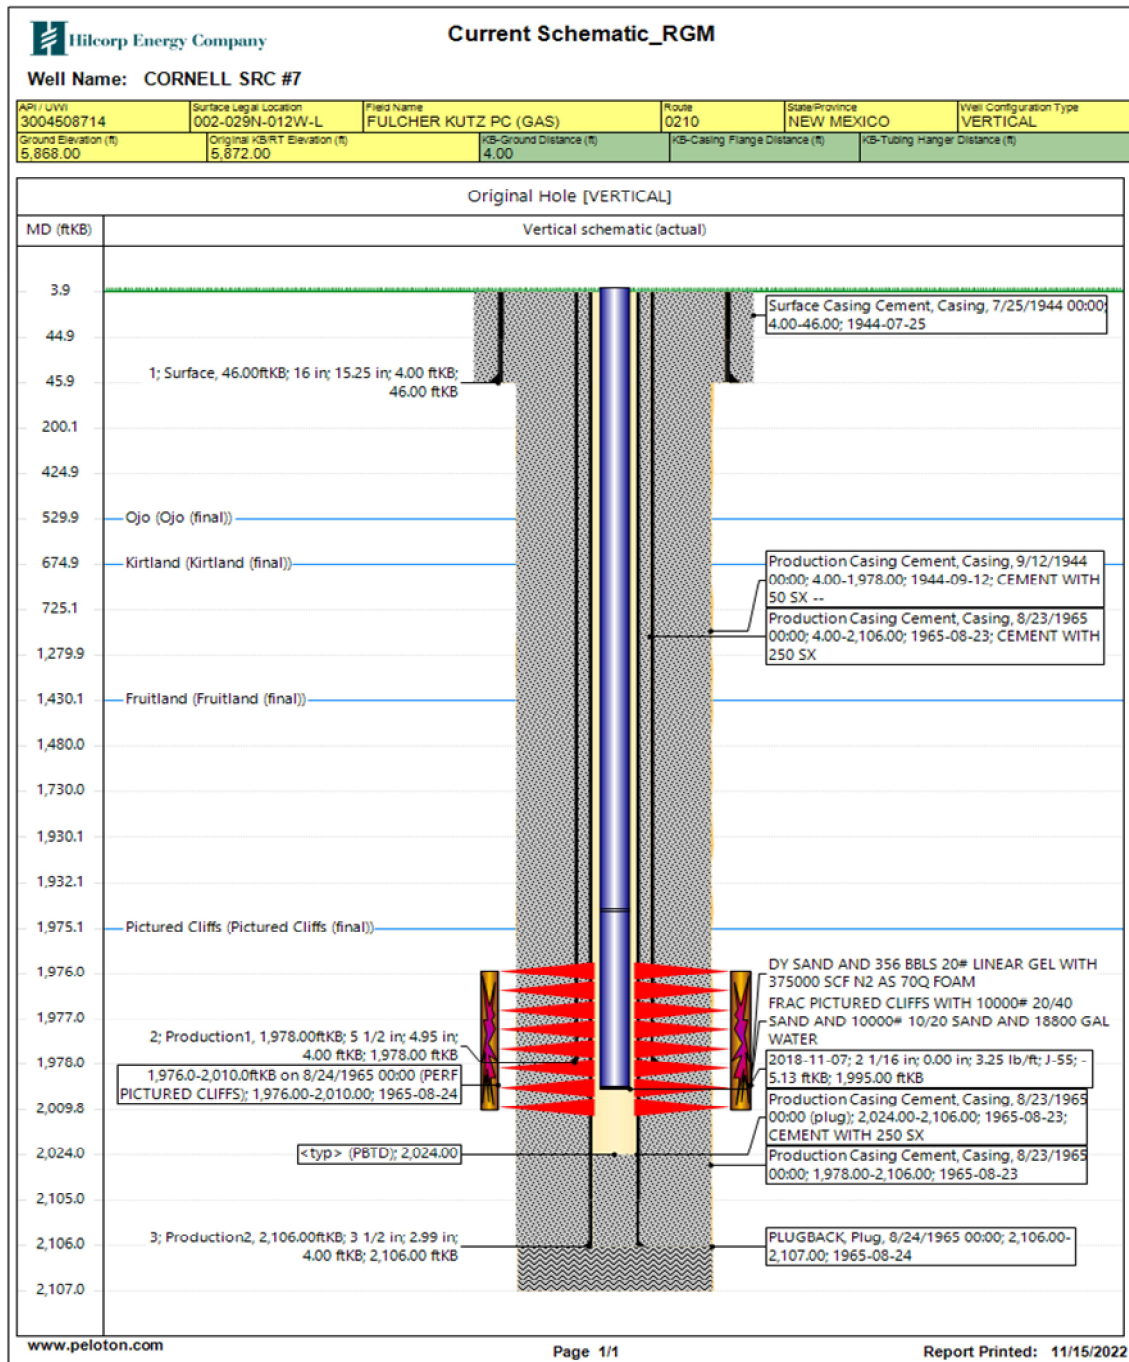 Hilcorp Energy Company
Current Schematic_RGM
Well Name: CORNELL SRC #7
API / UWI
3004508714
Surface Legal Location
002-029N-012W-L
Field Name
FULCHER KUTZ PC (GAS)
Route
0210
State/Province
NEW MEXICO
Well Configuration Type
VERTICAL
Ground Elevation (ft)
5,868.00
Original KB/RT Elevation (ft)
5,872.00
KB-Ground Distance (ft)
4.00
KB-Casing Flange Distance (ft)
KB-Tubing Hanger Distance (ft)
Original Hole [VERTICAL]
MD (ftKB)
Vertical schematic (actual)
3.9
Surface Casing Cement, Casing, 7/25/1944 00:00;
4.00-46.00; 1944-07-25
44.9
1; Surface, 46.00ftKB; 16 in; 15.25 in; 4.00 ftKB;
46.00 ftKB
45.9
200.1
424.9
529.9
Ojo (Ojo (final))
674.9
Kirtland (Kirtland (final))
Production Casing Cement, Casing, 9/12/1944
00:00; 4.00-1,978.00; 1944-09-12; CEMENT WITH
50 SX --
725.1
Production Casing Cement, Casing, 8/23/1965
00:00; 4.00-2,106.00; 1965-08-23; CEMENT WITH
250 SX
1,279.9
1,430.1
Fruitland (Fruitland (final))
1,480.0
1,730.0
1,930.1
1,932.1
1,975.1
Pictured Cliffs (Pictured Cliffs (final))
1,976.0
DY SAND AND 356 BBLS 20# LINEAR GEL WITH
375000 SCF N2 AS 70Q FOAM
FRAC PICTURED CLIFFS WITH 10000# 20/40
SAND AND 10000# 10/20 SAND AND 18800 GAL
WATER
1,977.0
2; Production1, 1,978.00ftKB; 5 1/2 in; 4.95 in;
4.00 ftKB; 1,978.00 ftKB
1,978.0
2018-11-07; 2 1/16 in; 0.00 in; 3.25 lb/ft; J-55; -
5.13 ftKB; 1,995.00 ftKB
1,976.0-2,010.0ftKB on 8/24/1965 00:00 (PERF
PICTURED CLIFFS); 1,976.00-2,010.00; 1965-08-24
2,009.8
Production Casing Cement, Casing, 8/23/1965
00:00 (plug); 2,024.00-2,106.00; 1965-08-23;
CEMENT WITH 250 SX
<typ> (PBTD); 2,024.00
2,024.0
Production Casing Cement, Casing, 8/23/1965
00:00; 1,978.00-2,106.00; 1965-08-23
2,105.0
3; Production2, 2,106.00ftKB; 3 1/2 in; 2.99 in;
4.00 ftKB; 2,106.00 ftKB
2,106.0
PLUGBACK, Plug, 8/24/1965 00:00; 2,106.00-
2,107.00; 1965-08-24
2,107.0
www.peloton.com
Page 1/1
Report Printed: 11/15/2022